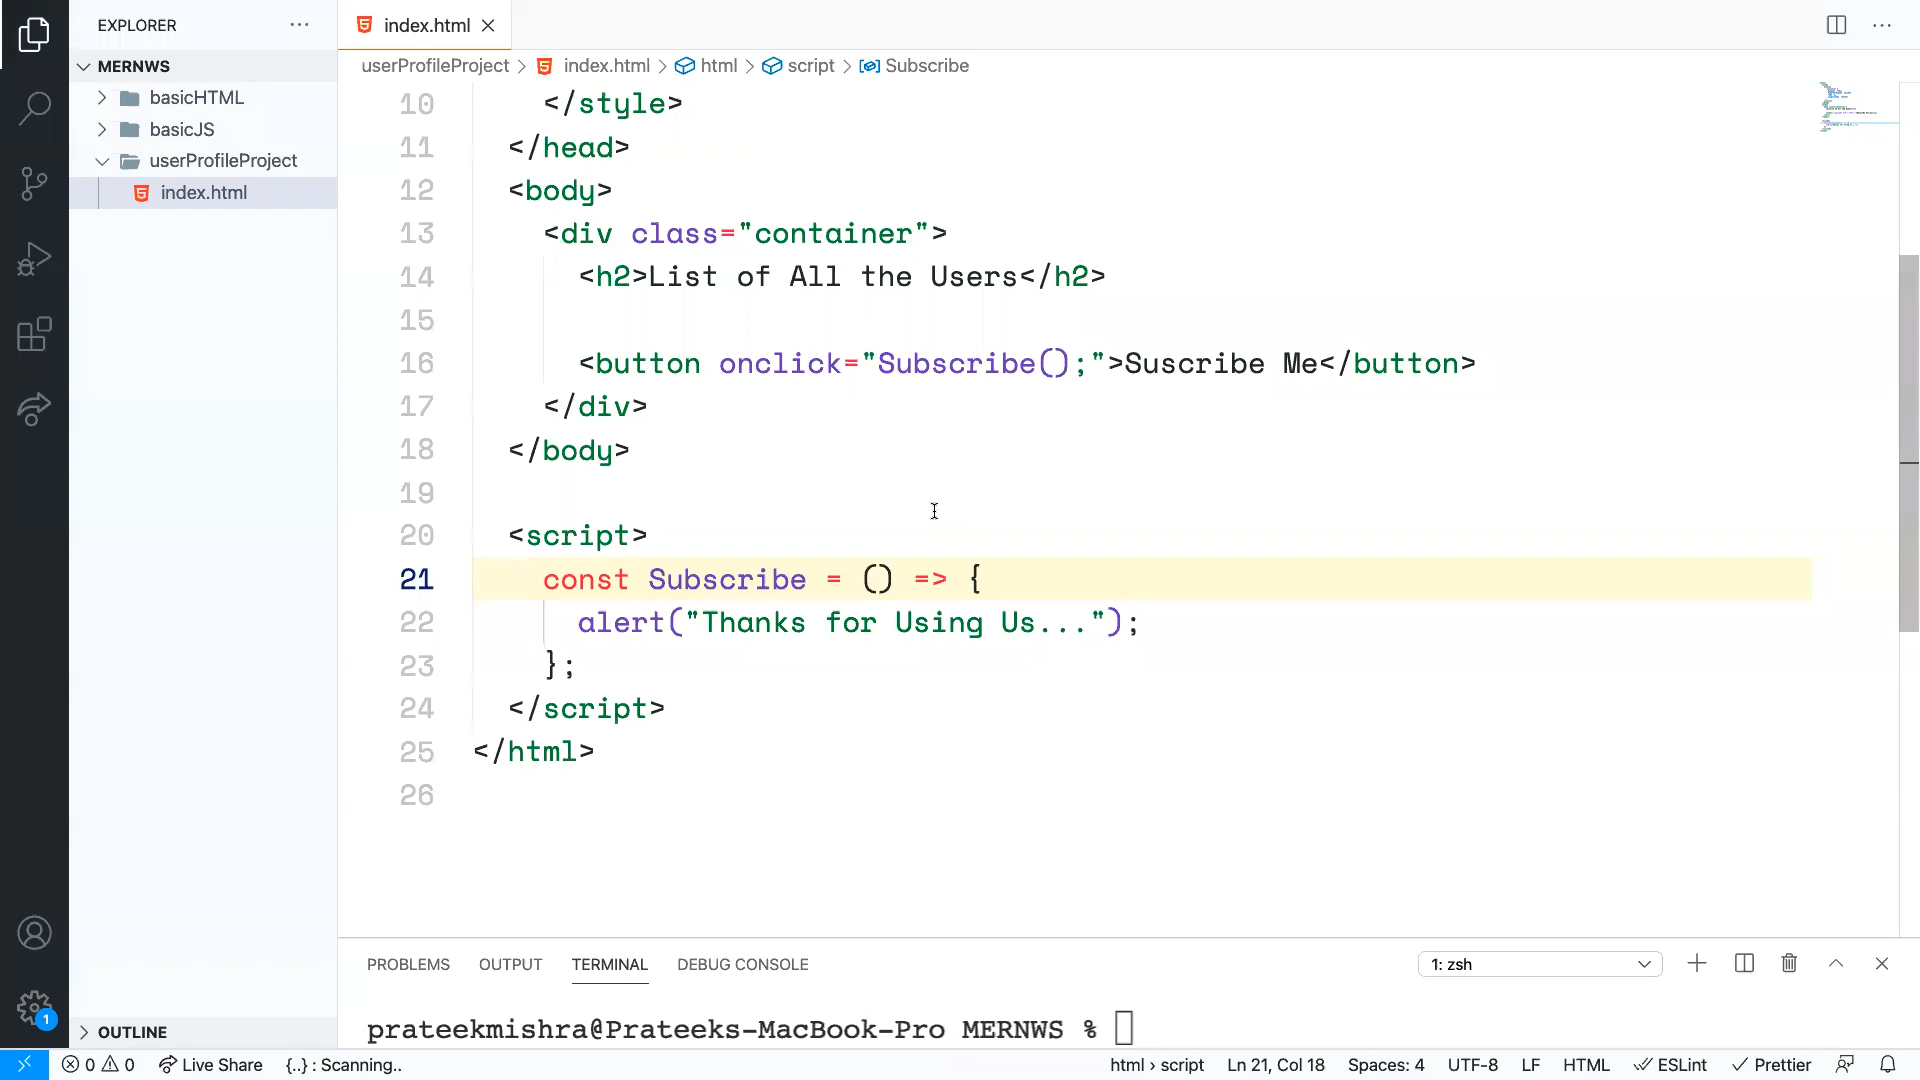 EXPLORER
MERNWS
basicHTML
basicJS
userProfileProject
index.html
OUTLINE
index.html
userProfileProject > index.html > html > script > Subscribe
10 </style>
11 </head>
12 <body>
13 <div class="container">
14 <h2>List of All the Users</h2>
15
16 <button onclick="Subscribe();">Suscribe Me</button>
17 </div>
18 </body>
19
20 <script>
21 const Subscribe = () => {
22 alert("Thanks for Using Us...");
23 };
24 </script>
25 </html>
26
PROBLEMS OUTPUT TERMINAL DEBUG CONSOLE 1: zsh
prateekmishra@Prateeks-MacBook-Pro MERNWS %
1
0 0 Live Share {..} : Scanning.. html › script Ln 21, Col 18 Spaces: 4 UTF-8 LF HTML ESLint Prettier